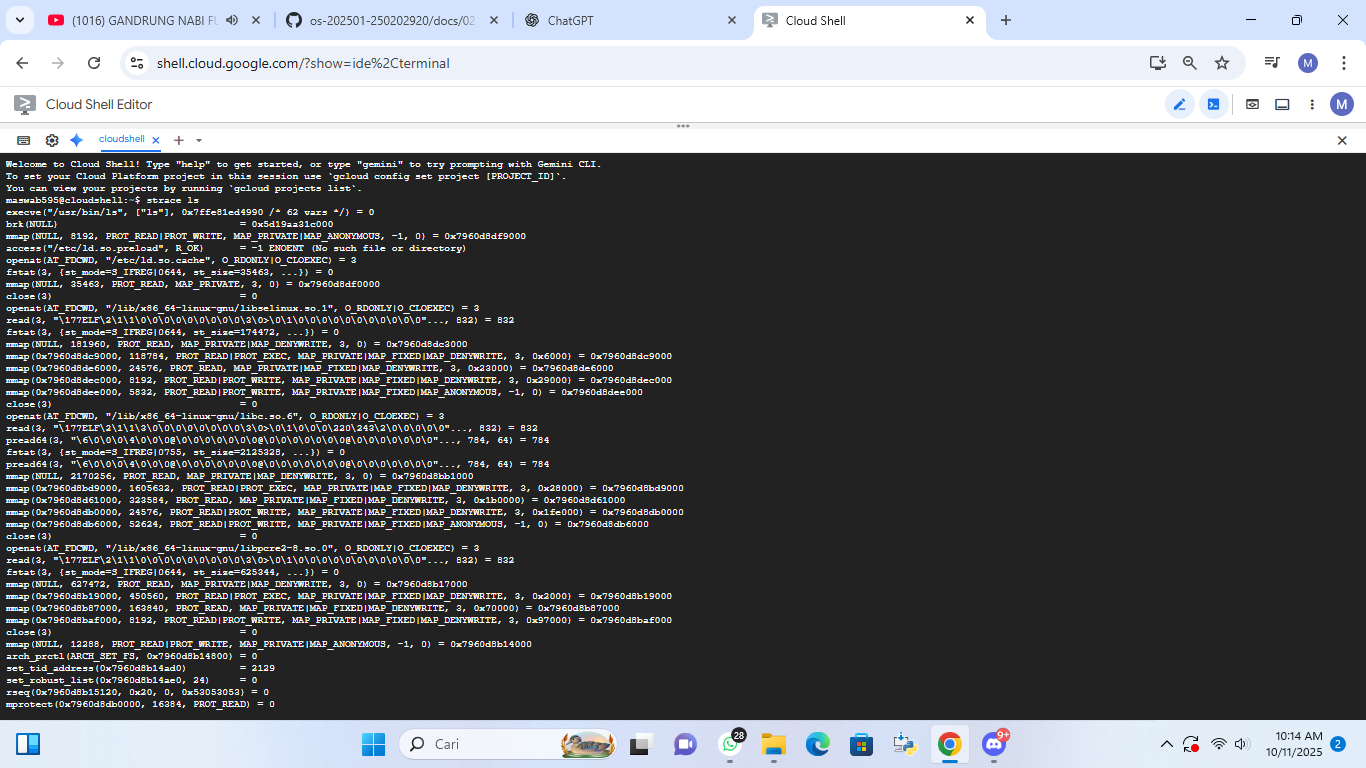 (1016) GANDRUNG NABI FU
os-202501-250202920/docs/02
ChatGPT
Cloud Shell
shell.cloud.google.com/?show=ide%2Cterminal
M
Cloud Shell Editor
M
cloudshell
Welcome to Cloud Shell! Type "help" to get started, or type "gemini" to try prompting with Gemini CLI.
To set your Cloud Platform project in this session use `gcloud config set project [PROJECT_ID]`.
You can view your projects by running `gcloud projects list`.
maswab595@cloudshell:~$ strace ls
execve("/usr/bin/ls", ["ls"], 0x7ffe81ed4990 /* 62 vars */) = 0
brk(NULL) = 0x5d19aa31c000
mmap(NULL, 8192, PROT_READ|PROT_WRITE, MAP_PRIVATE|MAP_ANONYMOUS, -1, 0) = 0x7960d8df9000
access("/etc/ld.so.preload", R_OK) = -1 ENOENT (No such file or directory)
openat(AT_FDCWD, "/etc/ld.so.cache", O_RDONLY|O_CLOEXEC) = 3
fstat(3, {st_mode=S_IFREG|0644, st_size=35463, ...}) = 0
mmap(NULL, 35463, PROT_READ, MAP_PRIVATE, 3, 0) = 0x7960d8df0000
close(3) = 0
openat(AT_FDCWD, "/lib/x86_64-linux-gnu/libselinux.so.1", O_RDONLY|O_CLOEXEC) = 3
read(3, "\177ELF\2\1\1\0\0\0\0\0\0\0\0\0\3\0>\0\1\0\0\0\0\0\0\0\0\0\0\0"..., 832) = 832
fstat(3, {st_mode=S_IFREG|0644, st_size=174472, ...}) = 0
mmap(NULL, 181960, PROT_READ, MAP_PRIVATE|MAP_DENYWRITE, 3, 0) = 0x7960d8dc3000
mmap(0x7960d8dc9000, 118784, PROT_READ|PROT_EXEC, MAP_PRIVATE|MAP_FIXED|MAP_DENYWRITE, 3, 0x6000) = 0x7960d8dc9000
mmap(0x7960d8de6000, 24576, PROT_READ, MAP_PRIVATE|MAP_FIXED|MAP_DENYWRITE, 3, 0x23000) = 0x7960d8de6000
mmap(0x7960d8dec000, 8192, PROT_READ|PROT_WRITE, MAP_PRIVATE|MAP_FIXED|MAP_DENYWRITE, 3, 0x29000) = 0x7960d8dec000
mmap(0x7960d8dee000, 5832, PROT_READ|PROT_WRITE, MAP_PRIVATE|MAP_FIXED|MAP_ANONYMOUS, -1, 0) = 0x7960d8dee000
close(3) = 0
openat(AT_FDCWD, "/lib/x86_64-linux-gnu/libc.so.6", O_RDONLY|O_CLOEXEC) = 3
read(3, "\177ELF\2\1\1\3\0\0\0\0\0\0\0\0\3\0>\0\1\0\0\0\220\243\2\0\0\0\0\0"..., 832) = 832
pread64(3, "\6\0\0\0\4\0\0\0@\0\0\0\0\0\0\0@\0\0\0\0\0\0\0@\0\0\0\0\0\0\0"..., 784, 64) = 784
fstat(3, {st_mode=S_IFREG|0755, st_size=2125328, ...}) = 0
pread64(3, "\6\0\0\0\4\0\0\0@\0\0\0\0\0\0\0@\0\0\0\0\0\0\0@\0\0\0\0\0\0\0"..., 784, 64) = 784
mmap(NULL, 2170256, PROT_READ, MAP_PRIVATE|MAP_DENYWRITE, 3, 0) = 0x7960d8bb1000
mmap(0x7960d8bd9000, 1605632, PROT_READ|PROT_EXEC, MAP_PRIVATE|MAP_FIXED|MAP_DENYWRITE, 3, 0x28000) = 0x7960d8bd9000
mmap(0x7960d8d61000, 323584, PROT_READ, MAP_PRIVATE|MAP_FIXED|MAP_DENYWRITE, 3, 0x1b0000) = 0x7960d8d61000
mmap(0x7960d8db0000, 24576, PROT_READ|PROT_WRITE, MAP_PRIVATE|MAP_FIXED|MAP_DENYWRITE, 3, 0x1fe000) = 0x7960d8db0000
mmap(0x7960d8db6000, 52624, PROT_READ|PROT_WRITE, MAP_PRIVATE|MAP_FIXED|MAP_ANONYMOUS, -1, 0) = 0x7960d8db6000
close(3) = 0
openat(AT_FDCWD, "/lib/x86_64-linux-gnu/libpcre2-8.so.0", O_RDONLY|O_CLOEXEC) = 3
read(3, "\177ELF\2\1\1\0\0\0\0\0\0\0\0\0\3\0>\0\1\0\0\0\0\0\0\0\0\0\0\0"..., 832) = 832
fstat(3, {st_mode=S_IFREG|0644, st_size=625344, ...}) = 0
mmap(NULL, 627472, PROT_READ, MAP_PRIVATE|MAP_DENYWRITE, 3, 0) = 0x7960d8b17000
mmap(0x7960d8b19000, 450560, PROT_READ|PROT_EXEC, MAP_PRIVATE|MAP_FIXED|MAP_DENYWRITE, 3, 0x2000) = 0x7960d8b19000
mmap(0x7960d8b87000, 163840, PROT_READ, MAP_PRIVATE|MAP_FIXED|MAP_DENYWRITE, 3, 0x70000) = 0x7960d8b87000
mmap(0x7960d8baf000, 8192, PROT_READ|PROT_WRITE, MAP_PRIVATE|MAP_FIXED|MAP_DENYWRITE, 3, 0x97000) = 0x7960d8baf000
close(3) = 0
mmap(NULL, 12288, PROT_READ|PROT_WRITE, MAP_PRIVATE|MAP_ANONYMOUS, -1, 0) = 0x7960d8b14000
arch_prctl(ARCH_SET_FS, 0x7960d8b14800) = 0
set_tid_address(0x7960d8b14ad0) = 2129
set_robust_list(0x7960d8b14ae0, 24) = 0
rseq(0x7960d8b15120, 0x20, 0, 0x53053053) = 0
mprotect(0x7960d8db0000, 16384, PROT_READ) = 0
Cari
28
9+
10:14 AM
10/11/2025
2